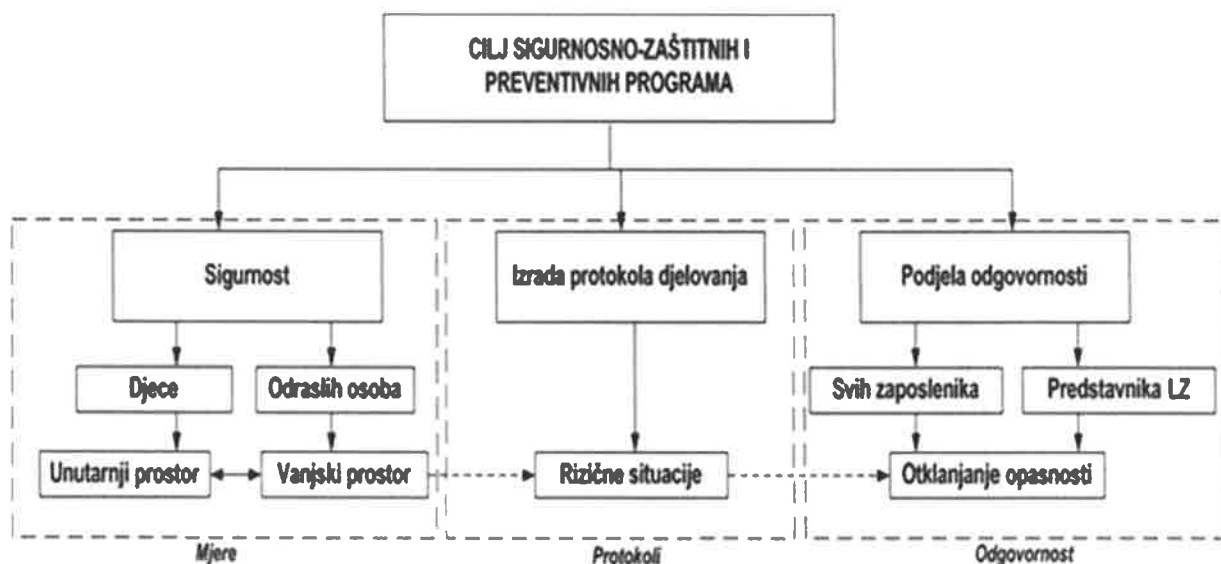 CILJ SIGURNOSNO-ZAŠTITNIH I
PREVENTIVNIH PROGRAMA
Sigurnost
Izrada protokola djelovanja
Podjela odgovornosti
Djece
Odraslih osoba
Svih zaposlenika
Predstavnika LZ
Unutarnji prostor
Vanjski prostor
Rizične situacije
Otklanjanje opasnosti
Mjere
Protokoli
Odgovornost